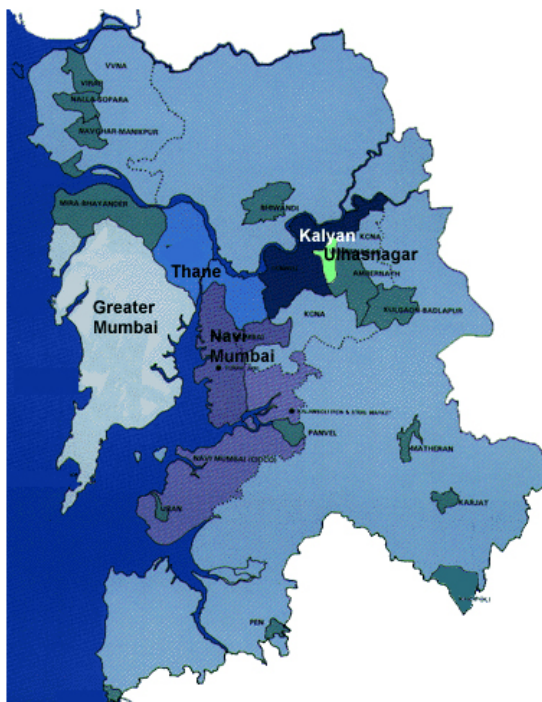 VVNA
VIRAR
NALLA-SOPARA
NAVGHAR-MANIKPUR
MIRA-BHAYANDER
BHIWANDI
Kalyan
KCNA
Ulhasnagar
AMBERNATH
Thane
KULGAON-BADLAPUR
Greater
Mumbai
KCNA
Navi
Mumbai
PANVEL
MATHERAN
NAVI MUMBAI (CIDCO)
KARJAT
URAN
PEN